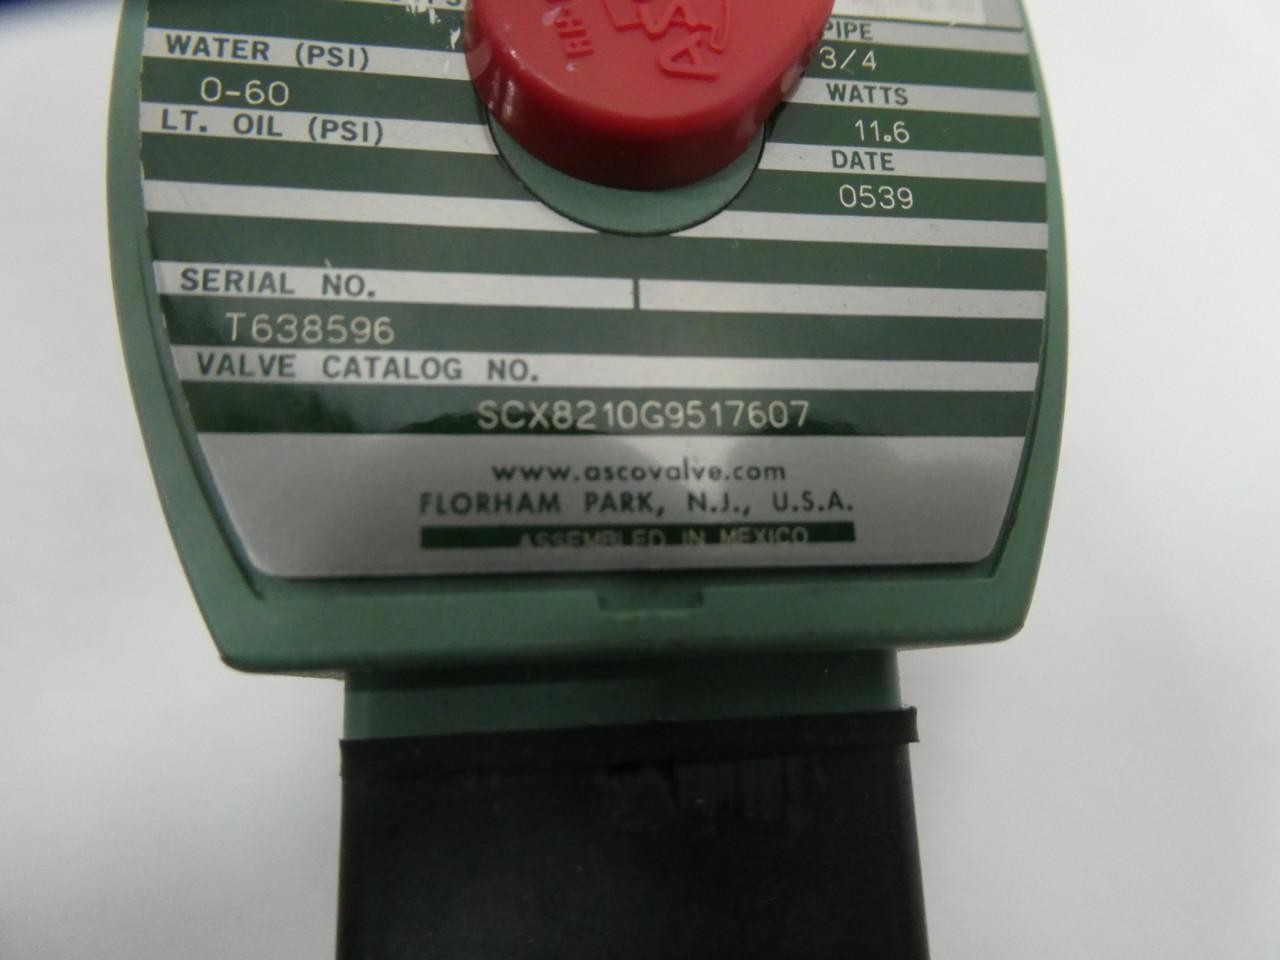 PIPE
WATER (PSI)
3/4
0-60
WATTS
LT. OIL (PSI)
11.6
DATE
0539
SERIAL NO.
T638596
VALVE CATALOG NO.
SCX8210G9517607
www.ascovalve.com
FLORHAM PARK, N.J., U.S.A.
ASSEMBLED IN MEXICO